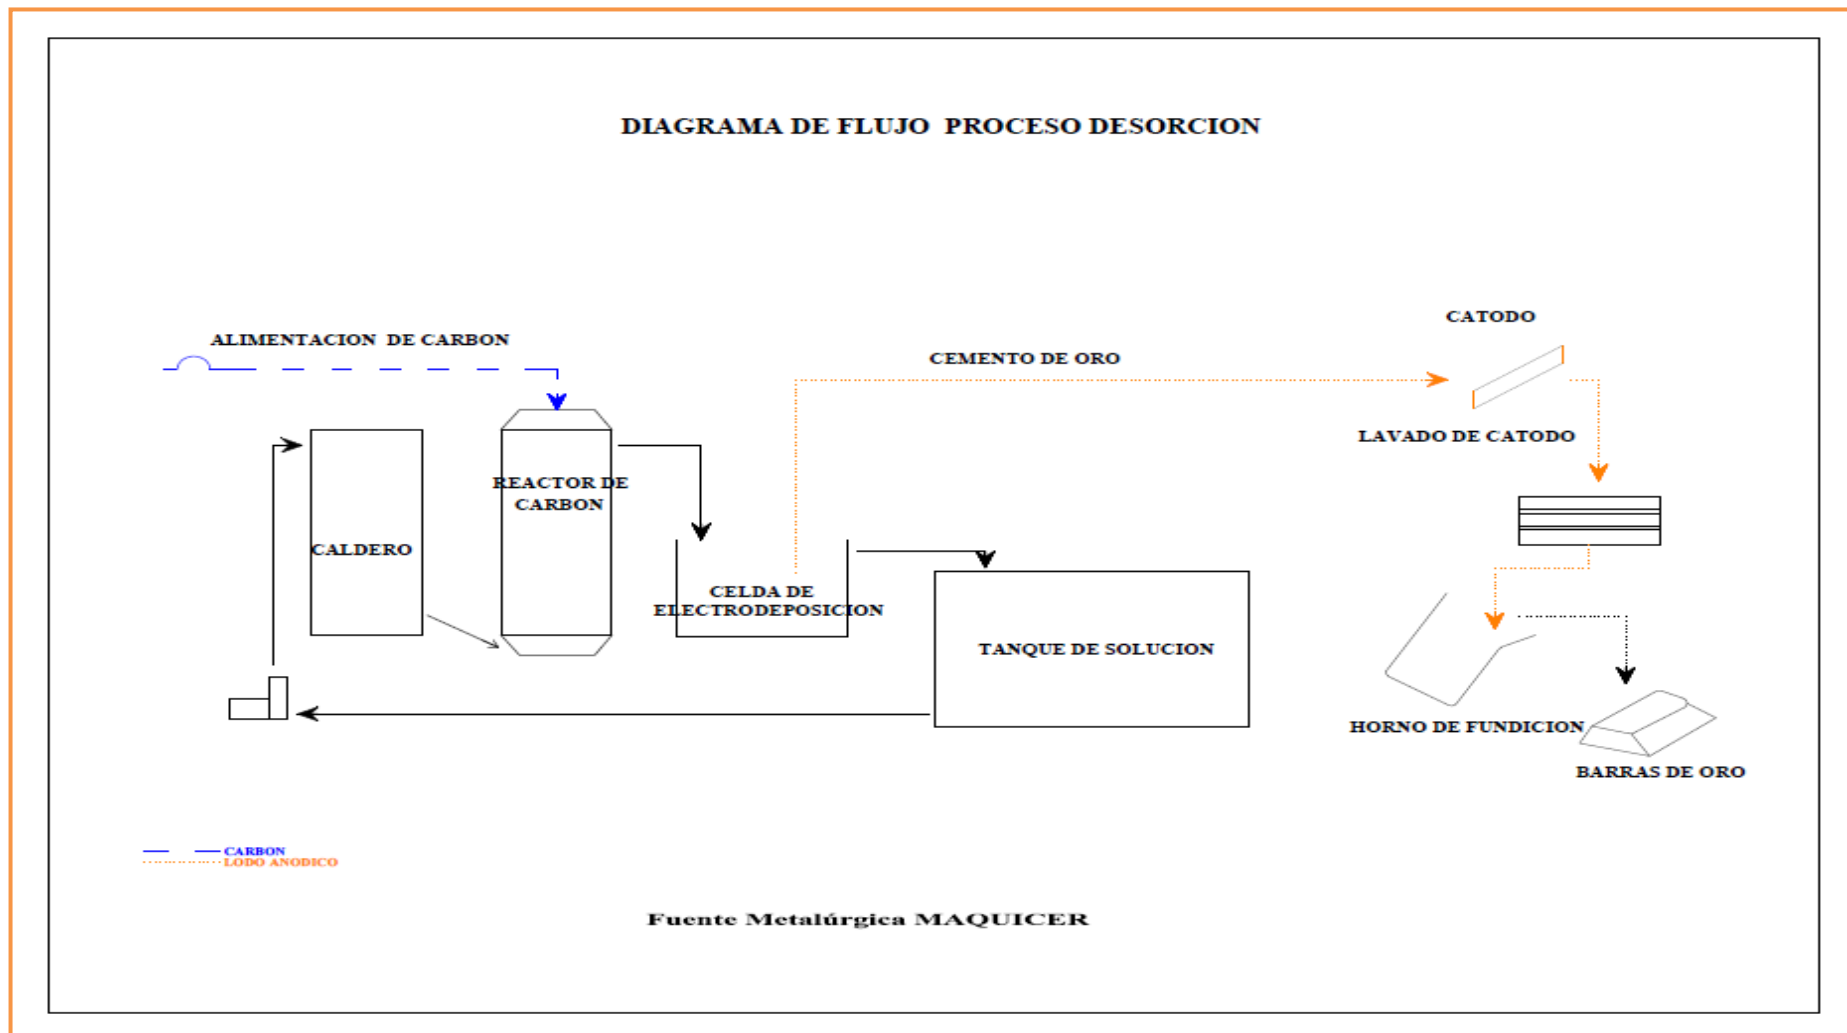 DIAGRAMA DE FLUJO PROCESO DESORCION
CATODO
ALIMENTACION DE CARBON
CEMENTO DE ORO
LAVADO DE CATODO
REACTOR DE
CARBON
CALDERO
CELDA DE
ELECTRODEPOSICION
TANQUE DE SOLUCION
HORNO DE FUNDICION
BARRAS DE ORO
CARBON
LODO ANODICO
Fuente Metalúrgica MAQUICER